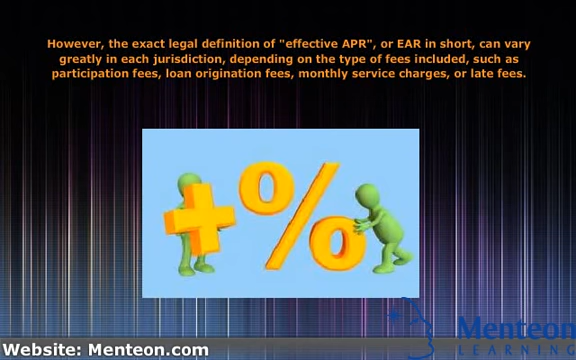 However, the exact legal definition of "effective APR", or EAR in short, can vary
greatly in each jurisdiction, depending on the type of fees included, such as
participation fees, loan origination fees, monthly service charges, or late fees.
+%
Menteon
LEARNING
Website: Menteon.com